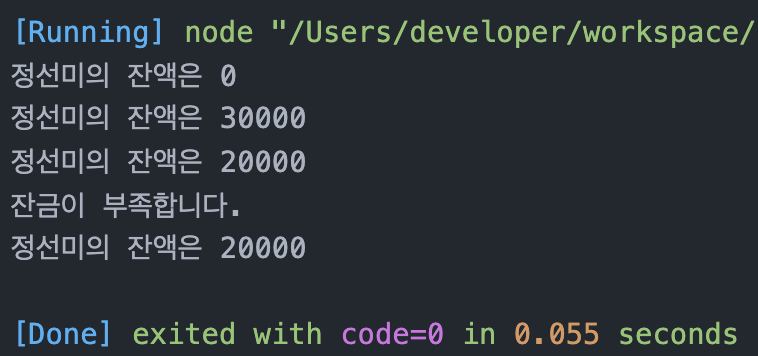 [Running] node "/Users/developer/workspace/
정선미의 잔액은 0
정선미의 잔액은 30000
정선미의 잔액은 20000
잔금이 부족합니다.
정선미의 잔액은 20000
[Done] exited with code=0 in 0.055 seconds